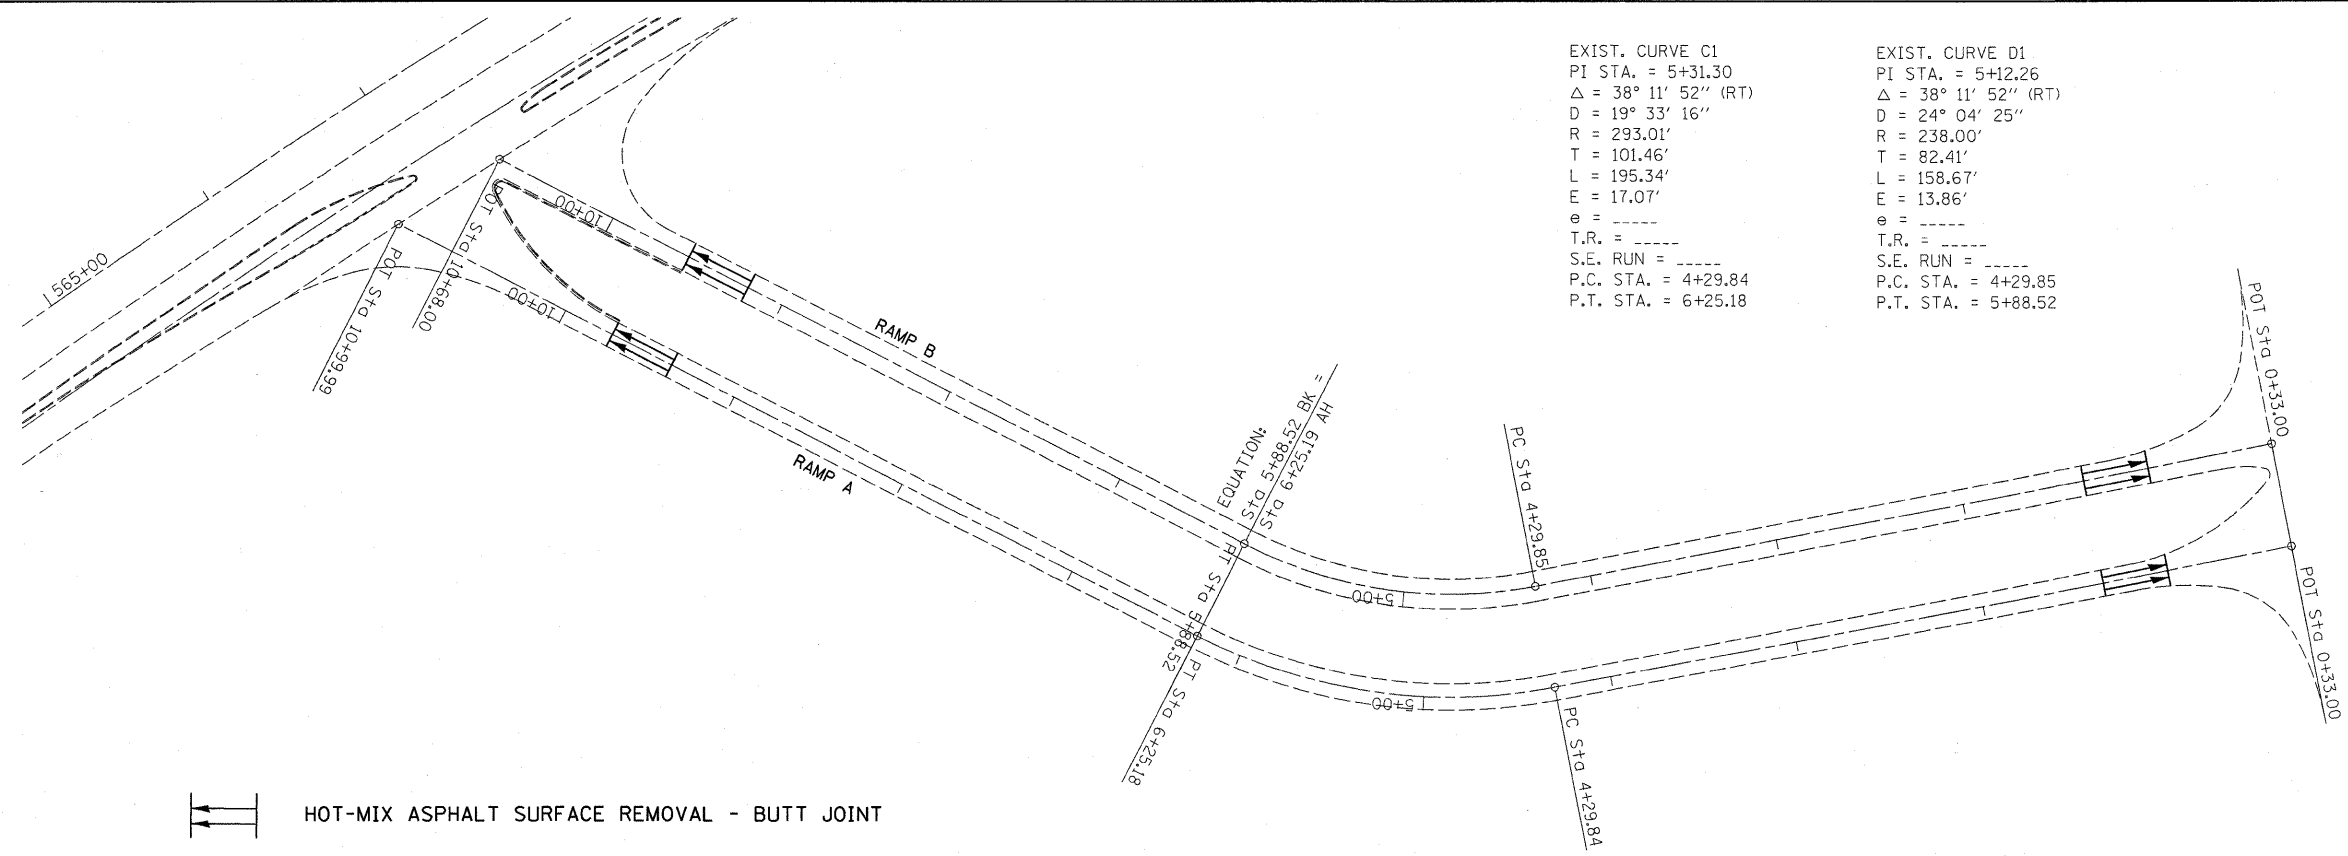 EXIST. CURVE C1
PI STA. = 5+31.30
Δ = 38° 11' 52'' (RT)
D = 19° 33' 16''
R = 293.01'
T = 101.46'
L = 195.34'
E = 17.07'
e = _____
T.R. = _____
S.E. RUN = _____
P.C. STA. = 4+29.84
P.T. STA. = 6+25.18
EXIST. CURVE D1
PI STA. = 5+12.26
Δ = 38° 11' 52'' (RT)
D = 24° 04' 25''
R = 238.00'
T = 82.41'
L = 158.67'
E = 13.86'
e = _____
T.R. = _____
S.E. RUN = _____
P.C. STA. = 4+29.85
P.T. STA. = 5+88.52
1565+00
POT Sta 10+99.99
POT Sta 10+68.00
10+00
10+00
RAMP B
RAMP A
EQUATION:
Sta 5+88.52 BK =
Sta 6+25.19 AH
PT Sta 5+88.52
PT Sta 6+25.18
PC Sta 4+29.85
5+00
5+00
PC Sta 4+29.84
POT Sta 0+33.00
POT Sta 0+33.00
HOT-MIX ASPHALT SURFACE REMOVAL - BUTT JOINT